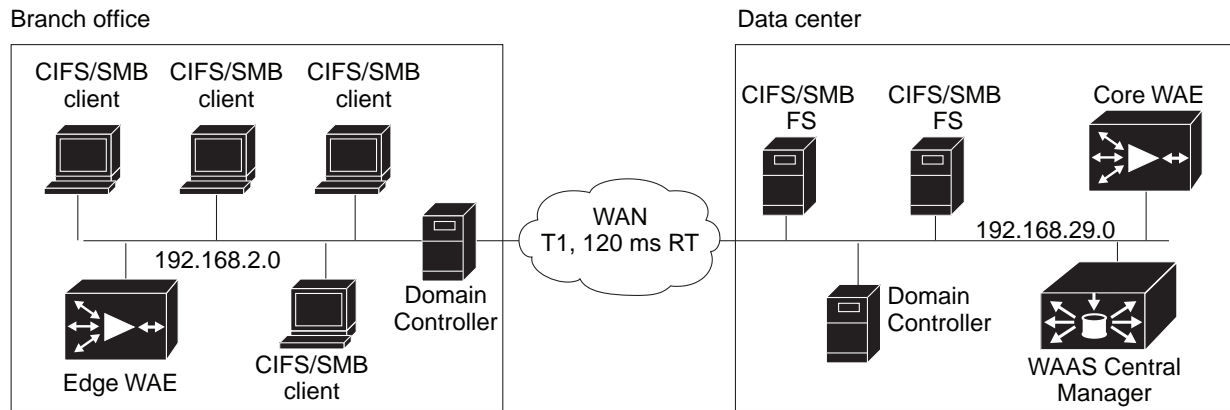 Branch office
CIFS/SMB
client
CIFS/SMB
client
CIFS/SMB
client
192.168.2.0
Edge WAE
CIFS/SMB
client
Domain
Controller
WAN
T1, 120 ms RT
Data center
CIFS/SMB
FS
CIFS/SMB
FS
Core WAE
192.168.29.0
Domain
Controller
WAAS Central
Manager